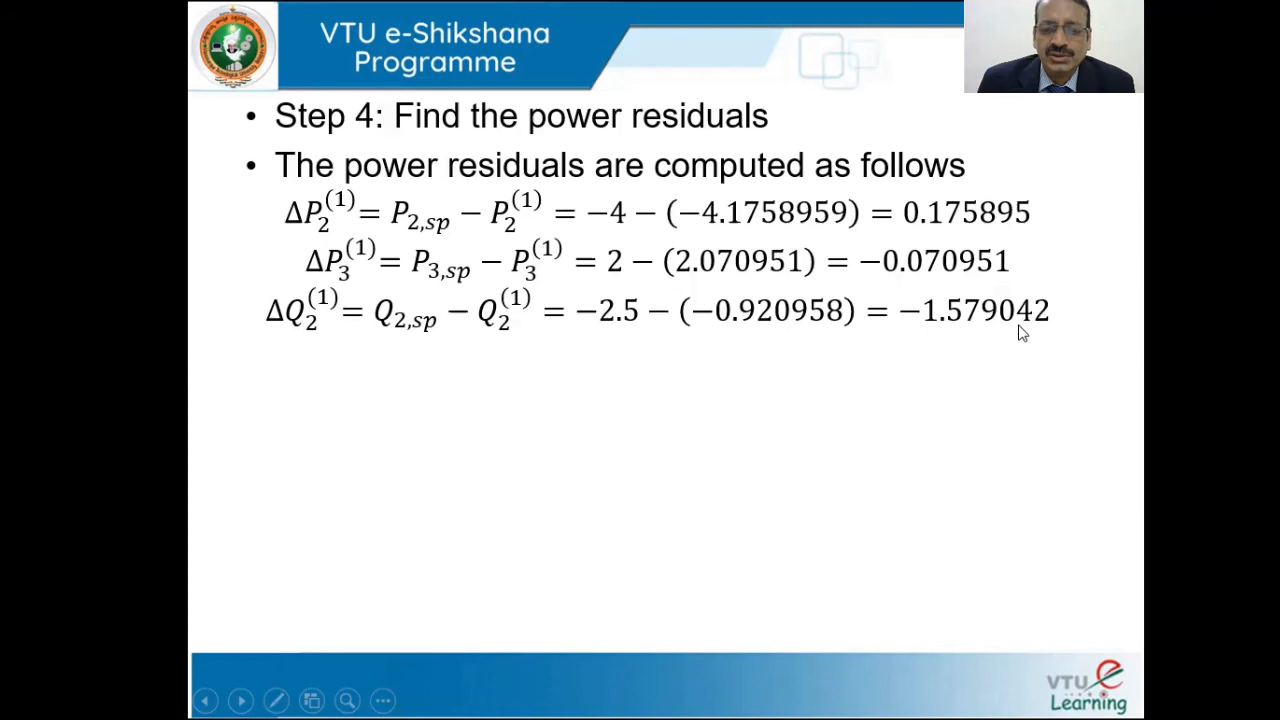 VTU e-Shikshana
Programme
• Step 4: Find the power residuals
• The power residuals are computed as follows
ΔP₂⁽¹⁾= P₂,ₛₚ − P₂⁽¹⁾ = −4 − (−4.1758959) = 0.175895
ΔP₃⁽¹⁾= P₃,ₛₚ − P₃⁽¹⁾ = 2 − (2.070951) = −0.070951
ΔQ₂⁽¹⁾= Q₂,ₛₚ − Q₂⁽¹⁾ = −2.5 − (−0.920958) = −1.579042
VTU e
Learning